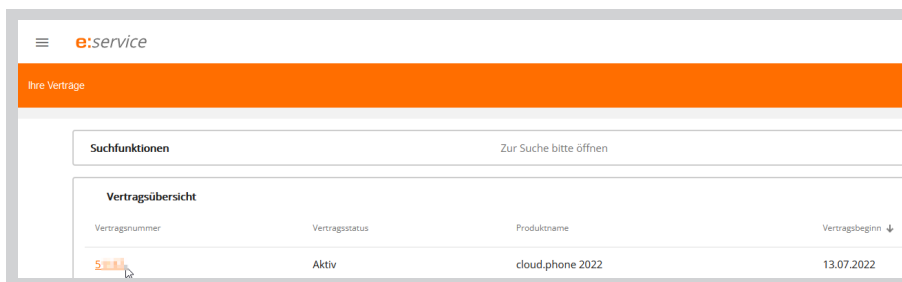 e:service
Ihre Verträge
Suchfunktionen Zur Suche bitte öffnen
Vertragsübersicht
Vertragsnummer Vertragsstatus Produktname Vertragsbeginn
Aktiv cloud.phone 2022 13.07.2022